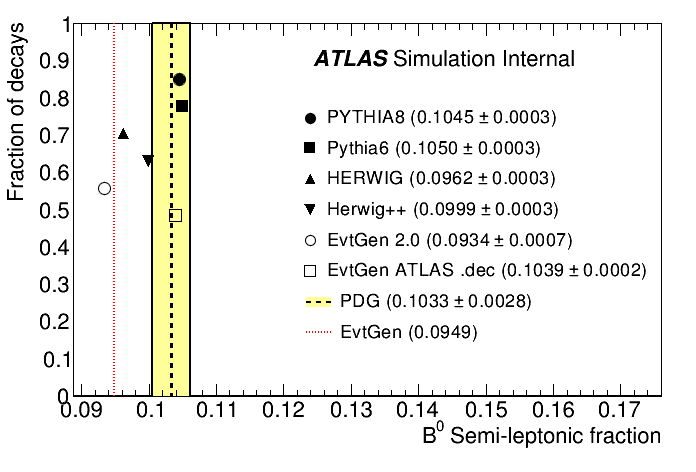 Fraction of decays
1
0.9
0.8
0.7
0.6
0.5
0.4
0.3
0.2
0.1
0
ATLAS Simulation Internal
PYTHIA8 (0.1045 ± 0.0003)
Pythia6 (0.1050 ± 0.0003)
HERWIG (0.0962 ± 0.0003)
Herwig++ (0.0999 ± 0.0003)
EvtGen 2.0 (0.0934 ± 0.0007)
EvtGen ATLAS .dec (0.1039 ± 0.0002)
PDG (0.1033 ± 0.0028)
EvtGen (0.0949)
0.09 0.1 0.11 0.12 0.13 0.14 0.15 0.16 0.17
B⁰ Semi-leptonic fraction